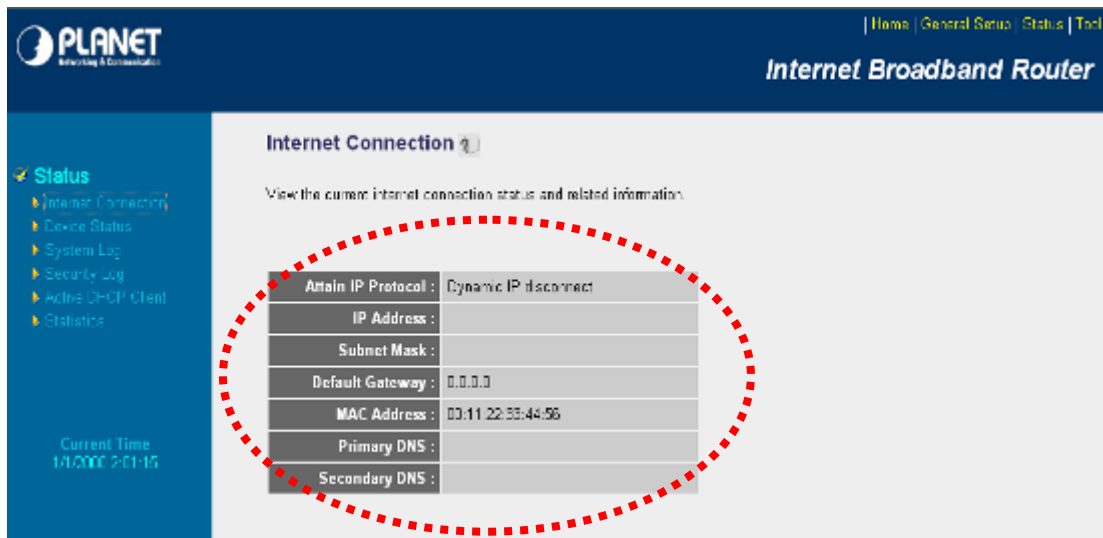 PLANET
Networking & Communication
| Home | General Setup | Status | Tool
Internet Broadband Router
Status
Internet Connection
Device Status
System Log
Security Log
Active DHCP Client
Statistics
Current Time
1/1/2000 2:01:15
Internet Connection
View the current internet connection status and related information.
Attain IP Protocol : Dynamic IP disconnect
IP Address :
Subnet Mask :
Default Gateway : 0.0.0.0
MAC Address : 00:11:22:33:44:56
Primary DNS :
Secondary DNS :